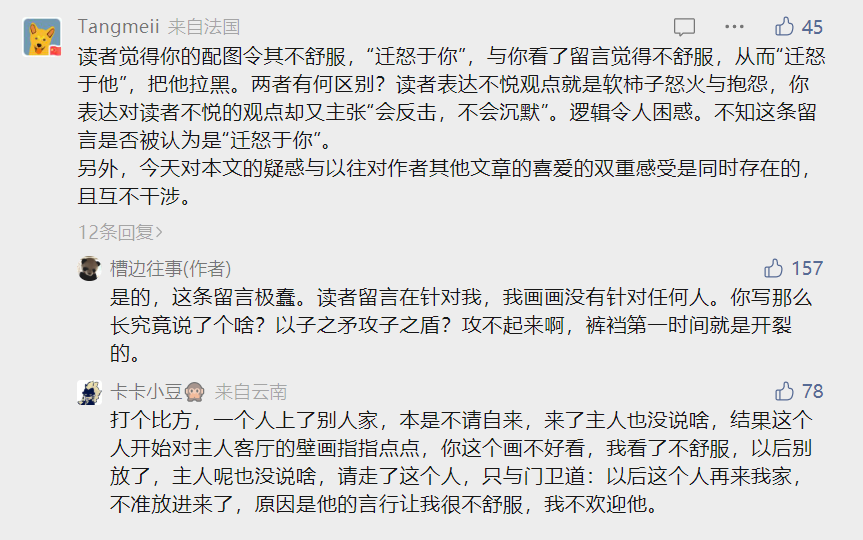 Tangmeii 来自法国 45
读者觉得你的配图令其不舒服，“迁怒于你”，与你看了留言觉得不舒服，从而“迁怒
于他”，把他拉黑。两者有何区别？读者表达不悦观点就是软柿子怒火与抱怨，你
表达对读者不悦的观点却又主张“会反击，不会沉默”。逻辑令人困惑。不知这条留
言是否被认为是“迁怒于你”。
另外，今天对本文的疑惑与以往对作者其他文章的喜爱的双重感受是同时存在的，
且互不干涉。
12条回复>
槽边往事(作者) 157
是的，这条留言极蠢。读者留言在针对我，我画画没有针对任何人。你写那么
长究竟说了个啥？以子之矛攻子之盾？攻不起来啊，裤裆第一时间就是开裂
的。
卡卡小豆🙊 来自云南 78
打个比方，一个人上了别人家，本是不请自来，来了主人也没说啥，结果这个
人开始对主人客厅的壁画指指点点，你这个画不好看，我看了不舒服，以后别
放了，主人呢也没说啥，请走了这个人，只与门卫道：以后这个人再来我家，
不准放进来了，原因是他的言行让我很不舒服，我不欢迎他。